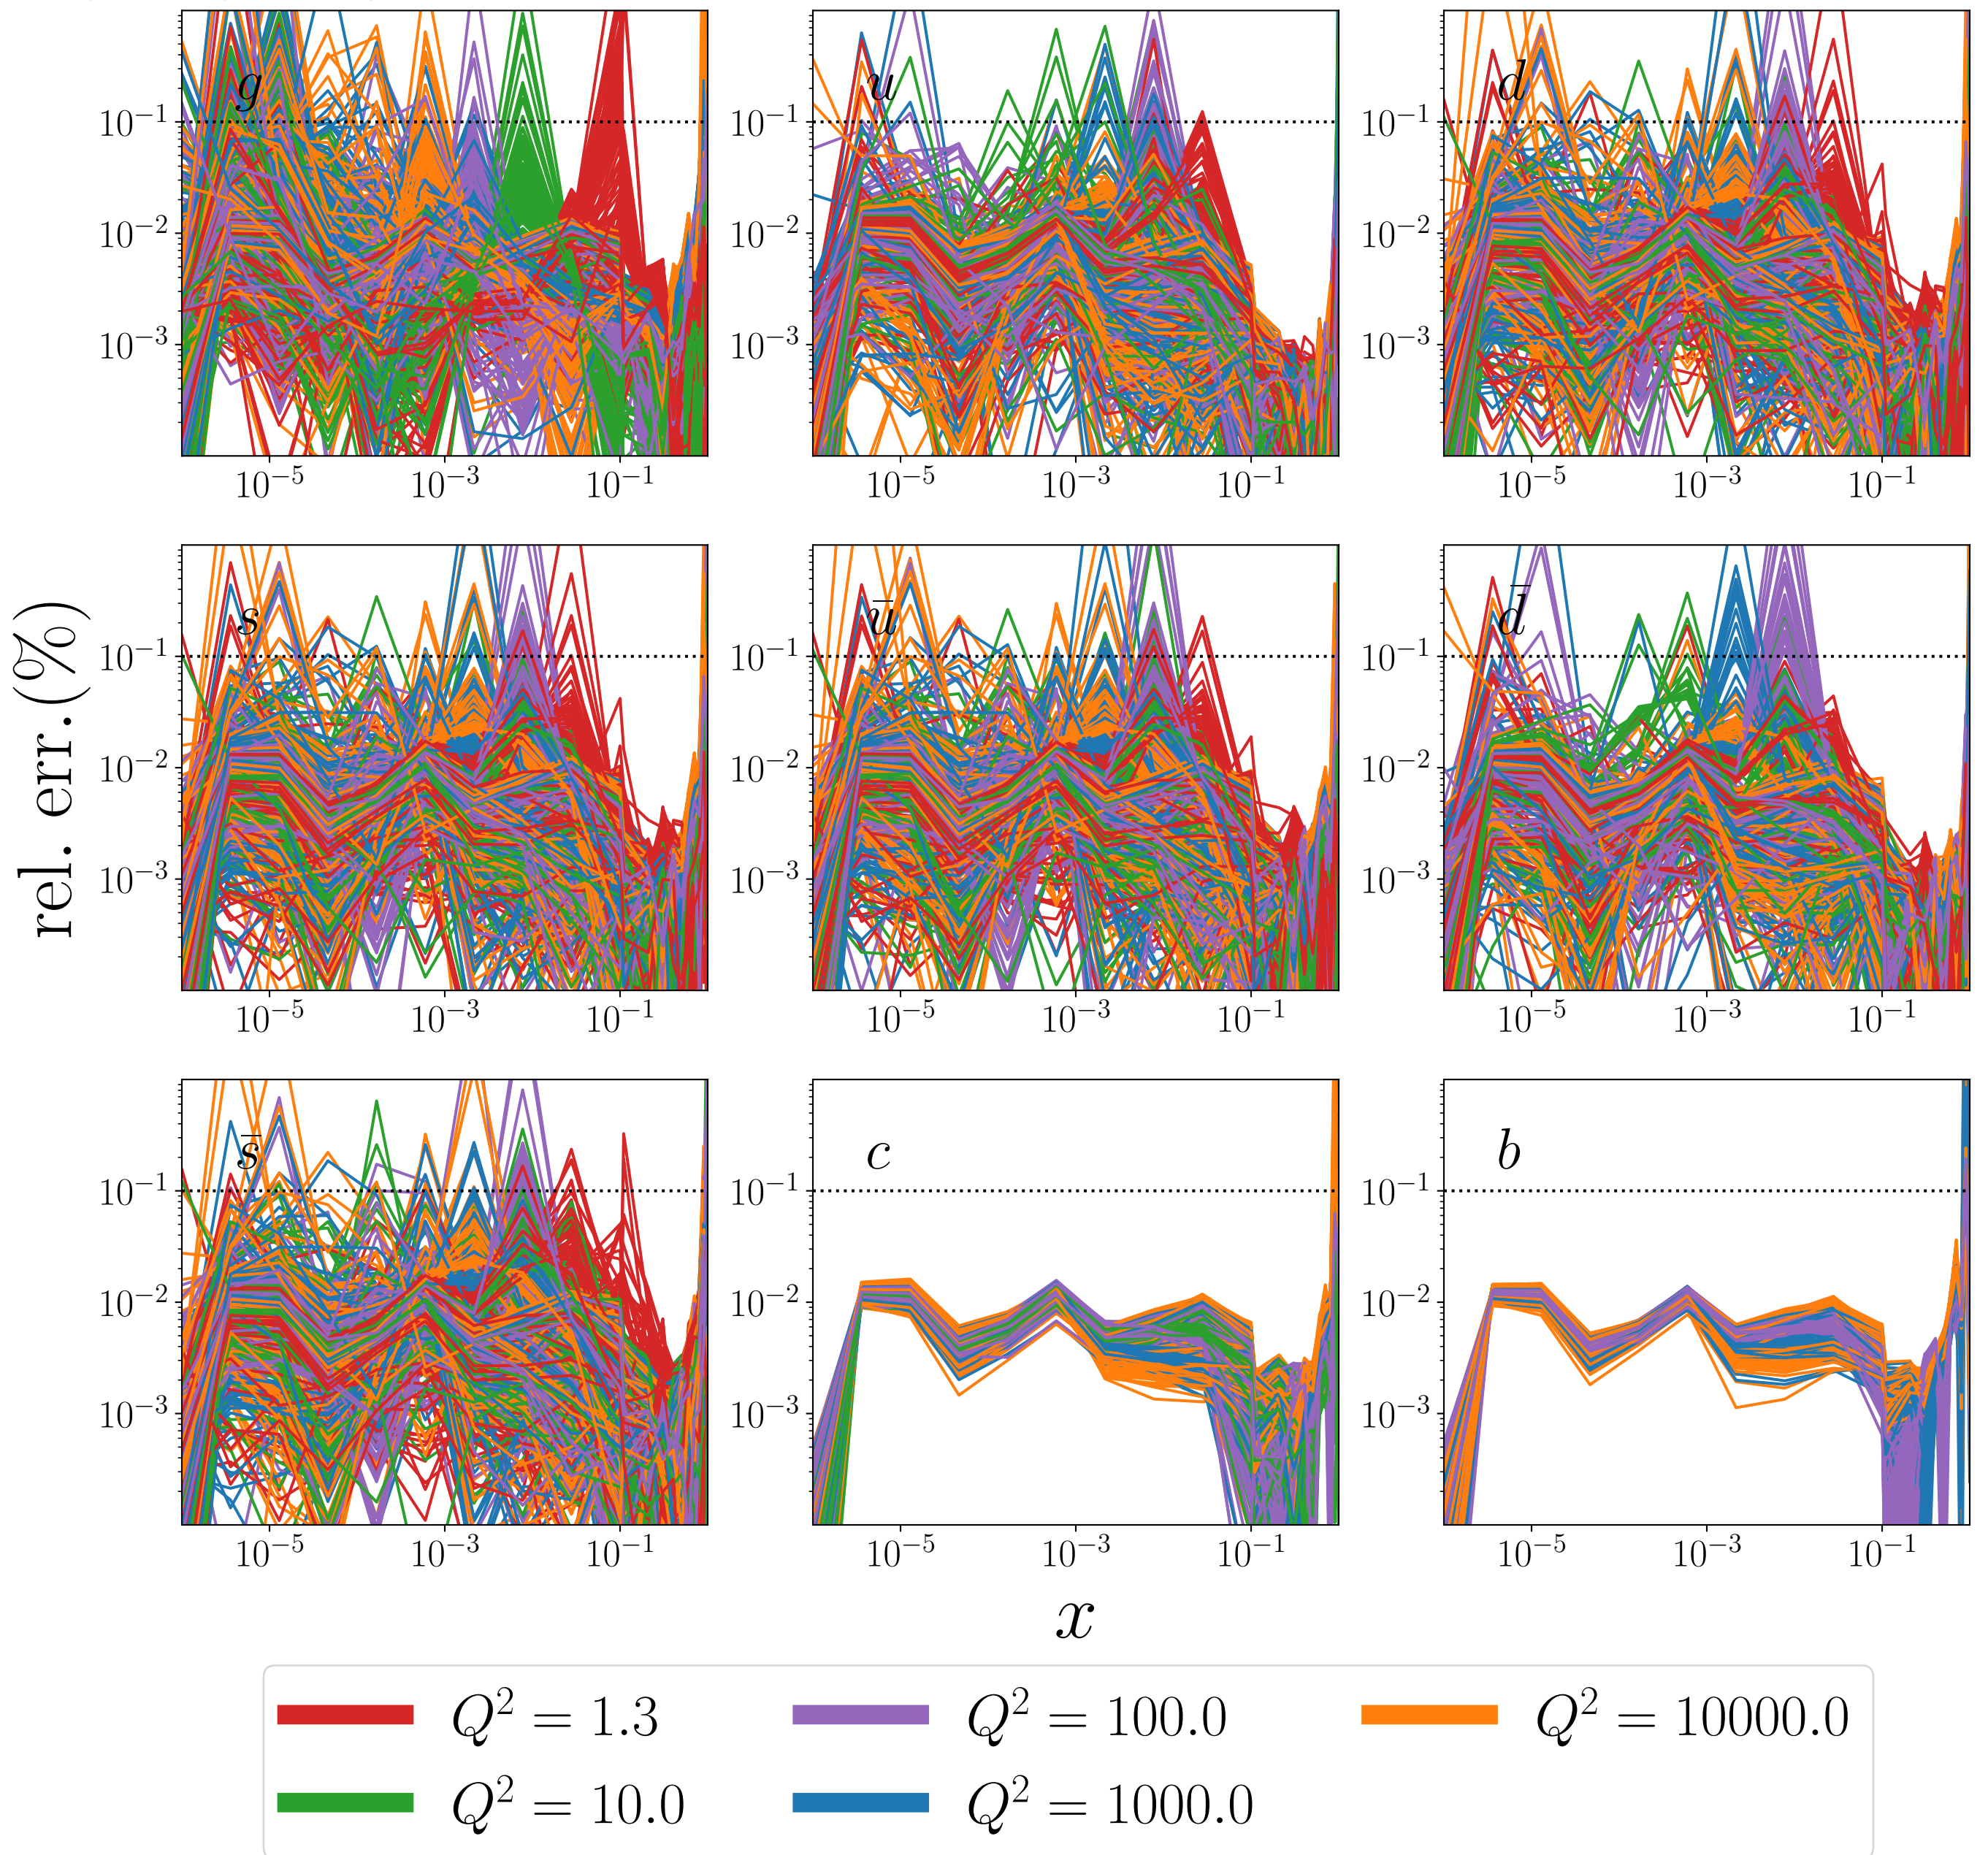 g
10⁻¹
10⁻²
10⁻³
10⁻⁵ 10⁻³ 10⁻¹
u
10⁻¹
10⁻²
10⁻³
10⁻⁵ 10⁻³ 10⁻¹
d
10⁻¹
10⁻²
10⁻³
10⁻⁵ 10⁻³ 10⁻¹
rel. err.(%)
s
10⁻¹
10⁻²
10⁻³
10⁻⁵ 10⁻³ 10⁻¹
ū
10⁻¹
10⁻²
10⁻³
10⁻⁵ 10⁻³ 10⁻¹
d̄
10⁻¹
10⁻²
10⁻³
10⁻⁵ 10⁻³ 10⁻¹
s̄
10⁻¹
10⁻²
10⁻³
10⁻⁵ 10⁻³ 10⁻¹
c
10⁻¹
10⁻²
10⁻³
10⁻⁵ 10⁻³ 10⁻¹
b
10⁻¹
10⁻²
10⁻³
10⁻⁵ 10⁻³ 10⁻¹
x
Q² = 1.3
Q² = 10.0
Q² = 100.0
Q² = 1000.0
Q² = 10000.0